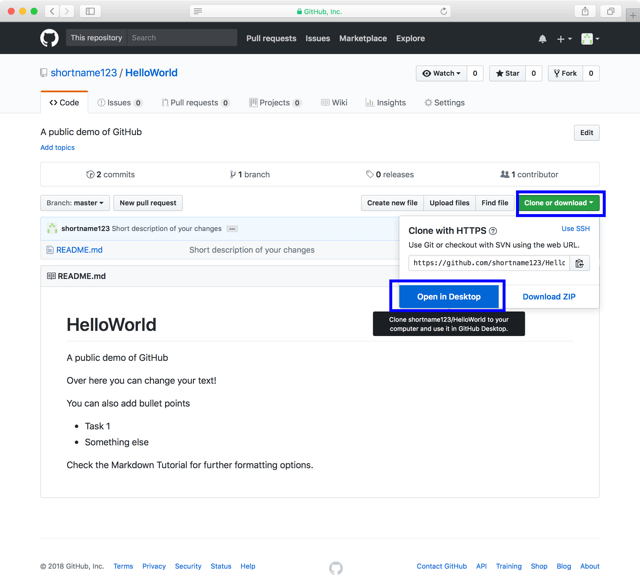 GitHub, Inc.
This repository Search Pull requests Issues Marketplace Explore
shortname123 / HelloWorld Watch 0 Star 0 Fork 0
Code Issues 0 Pull requests 0 Projects 0 Wiki Insights Settings
A public demo of GitHub Edit
Add topics
2 commits 1 branch 0 releases 1 contributor
Branch: master New pull request Create new file Upload files Find file Clone or download
shortname123 Short description of your changes
README.md Short description of your changes
Clone with HTTPS Use SSH
Use Git or checkout with SVN using the web URL.
https://github.com/shortname123/Hello
Open in Desktop Download ZIP
Clone shortname123/HelloWorld to your
computer and use it in GitHub Desktop.
README.md
HelloWorld
A public demo of GitHub
Over here you can change your text!
You can also add bullet points
• Task 1
• Something else
Check the Markdown Tutorial for further formatting options.
© 2018 GitHub, Inc. Terms Privacy Security Status Help Contact GitHub API Training Shop Blog About